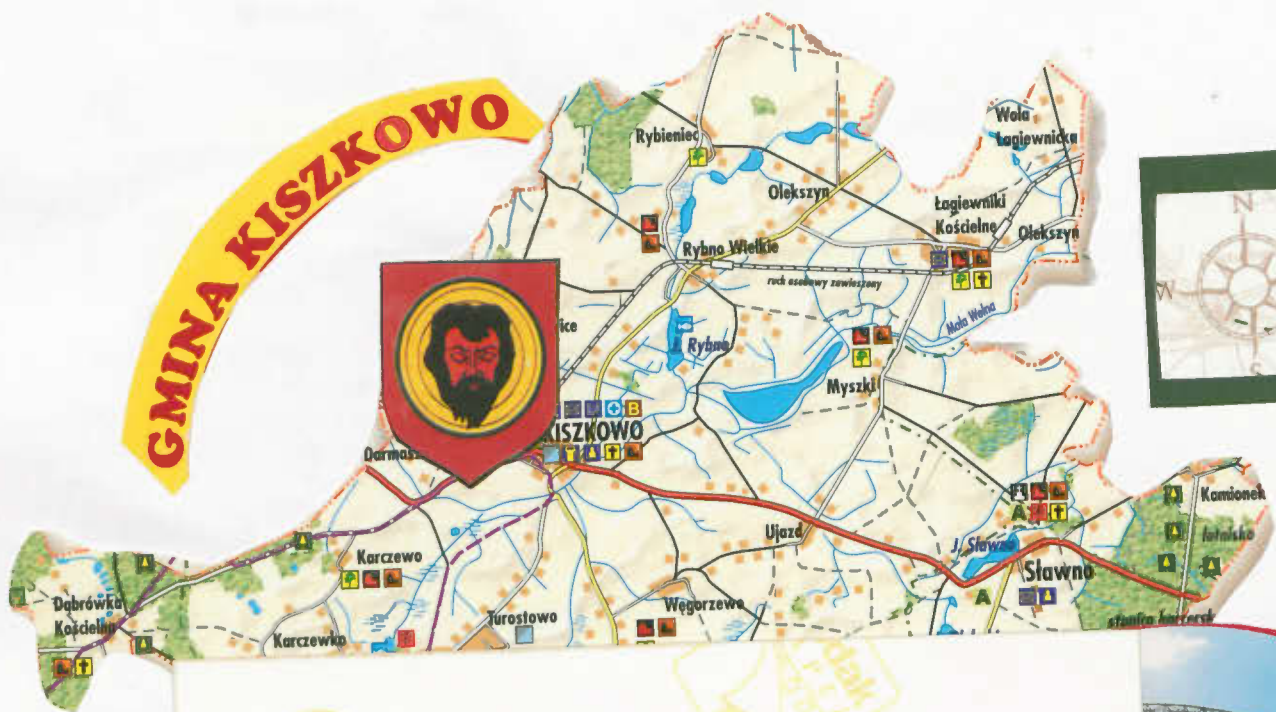 GMINA KISZKOWO
Rybieniec
Wola
Łagiewnicka
Olekszyn
Łagiewniki
Kościelne
Olekszyn
Rybno Wielkie
ruch osobowy zawieszony
Mała Wełna
J. Rybno
Myszki
B
KISZKOWO
Kamionek
A
lotnisko
Ujazd
Sławno
Karczewo
A
Dąbrówka
Kościelna
Węgorzewo
Turostowo
Karczewko
N
W
S